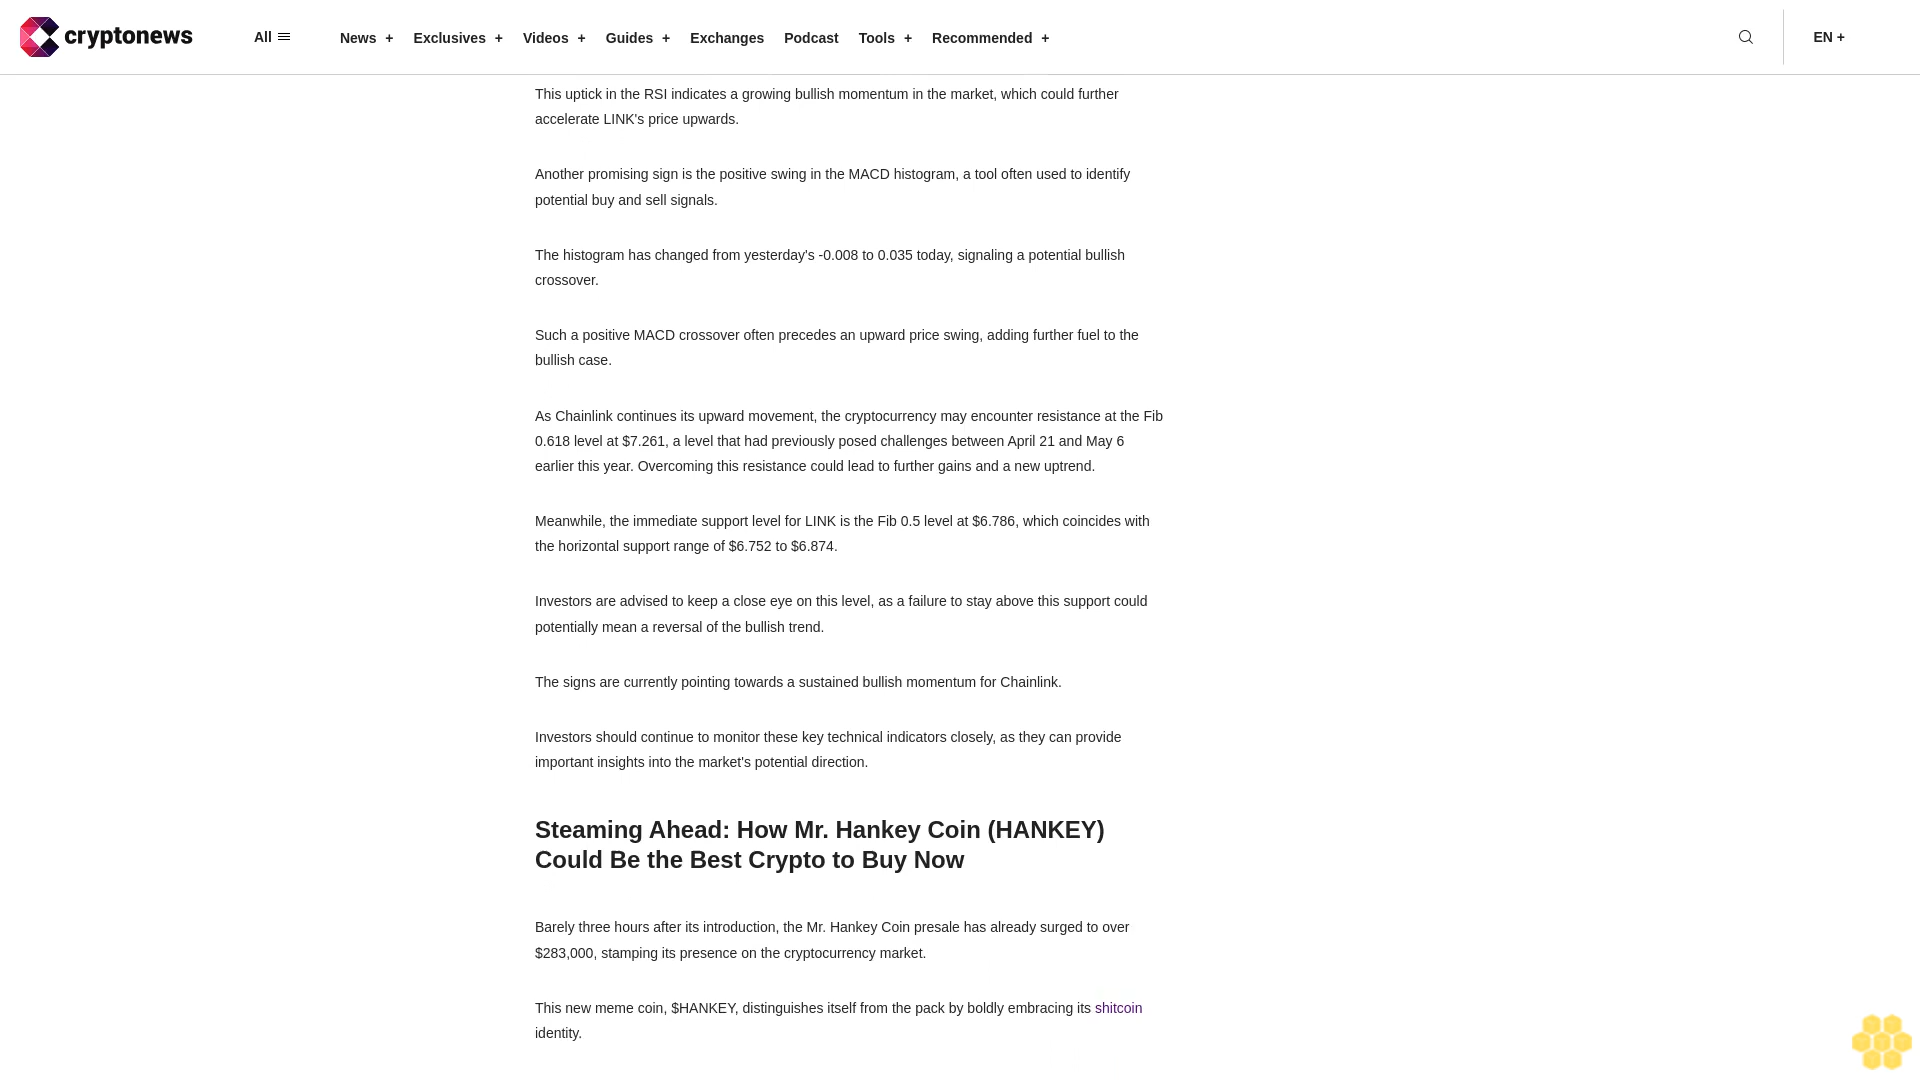 cryptonews
All
News + Exclusives + Videos + Guides + Exchanges Podcast Tools + Recommended +
EN +
This uptick in the RSI indicates a growing bullish momentum in the market, which could further
accelerate LINK's price upwards.
Another promising sign is the positive swing in the MACD histogram, a tool often used to identify
potential buy and sell signals.
The histogram has changed from yesterday's -0.008 to 0.035 today, signaling a potential bullish
crossover.
Such a positive MACD crossover often precedes an upward price swing, adding further fuel to the
bullish case.
As Chainlink continues its upward movement, the cryptocurrency may encounter resistance at the Fib
0.618 level at $7.261, a level that had previously posed challenges between April 21 and May 6
earlier this year. Overcoming this resistance could lead to further gains and a new uptrend.
Meanwhile, the immediate support level for LINK is the Fib 0.5 level at $6.786, which coincides with
the horizontal support range of $6.752 to $6.874.
Investors are advised to keep a close eye on this level, as a failure to stay above this support could
potentially mean a reversal of the bullish trend.
The signs are currently pointing towards a sustained bullish momentum for Chainlink.
Investors should continue to monitor these key technical indicators closely, as they can provide
important insights into the market's potential direction.
Steaming Ahead: How Mr. Hankey Coin (HANKEY)
Could Be the Best Crypto to Buy Now
Barely three hours after its introduction, the Mr. Hankey Coin presale has already surged to over
$283,000, stamping its presence on the cryptocurrency market.
This new meme coin, $HANKEY, distinguishes itself from the pack by boldly embracing its shitcoin
identity.